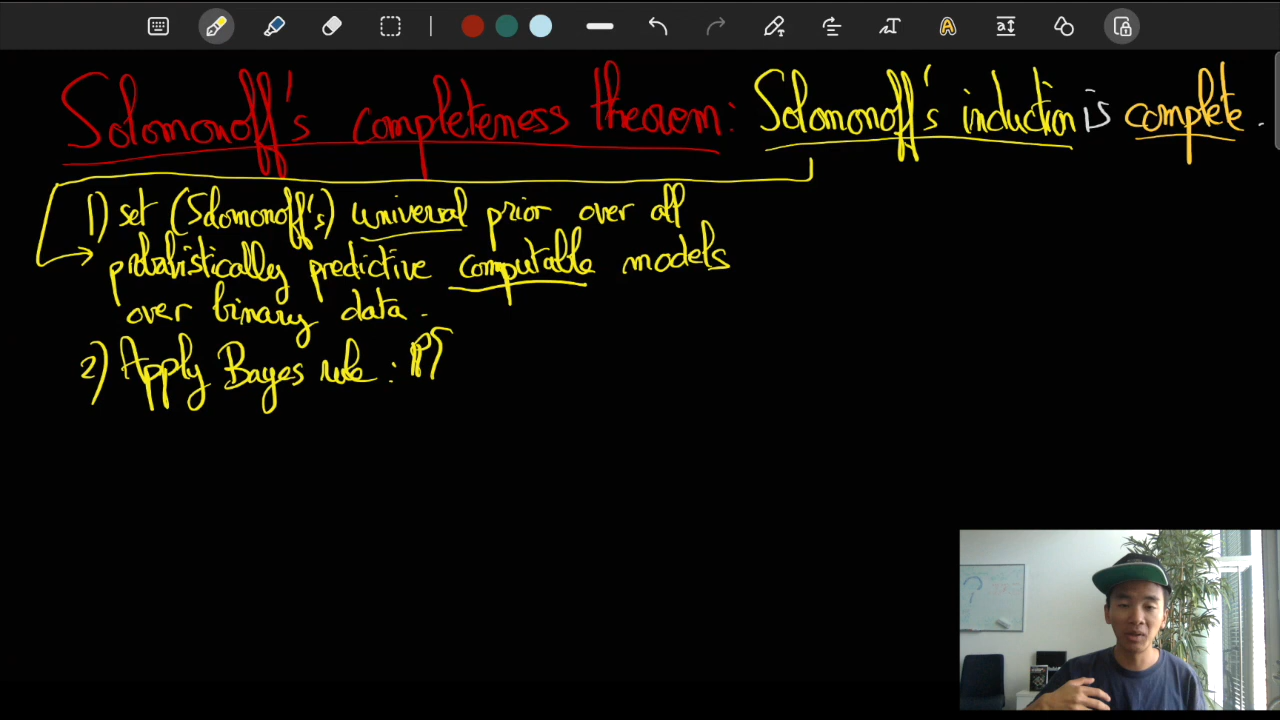 Solomonoff's completeness theorem: Solomonoff's induction is complete.
1) set (Solomonoff's) universal prior over all
probabistically predictive computable models
over binary data.
2) Apply Bayes rule: P